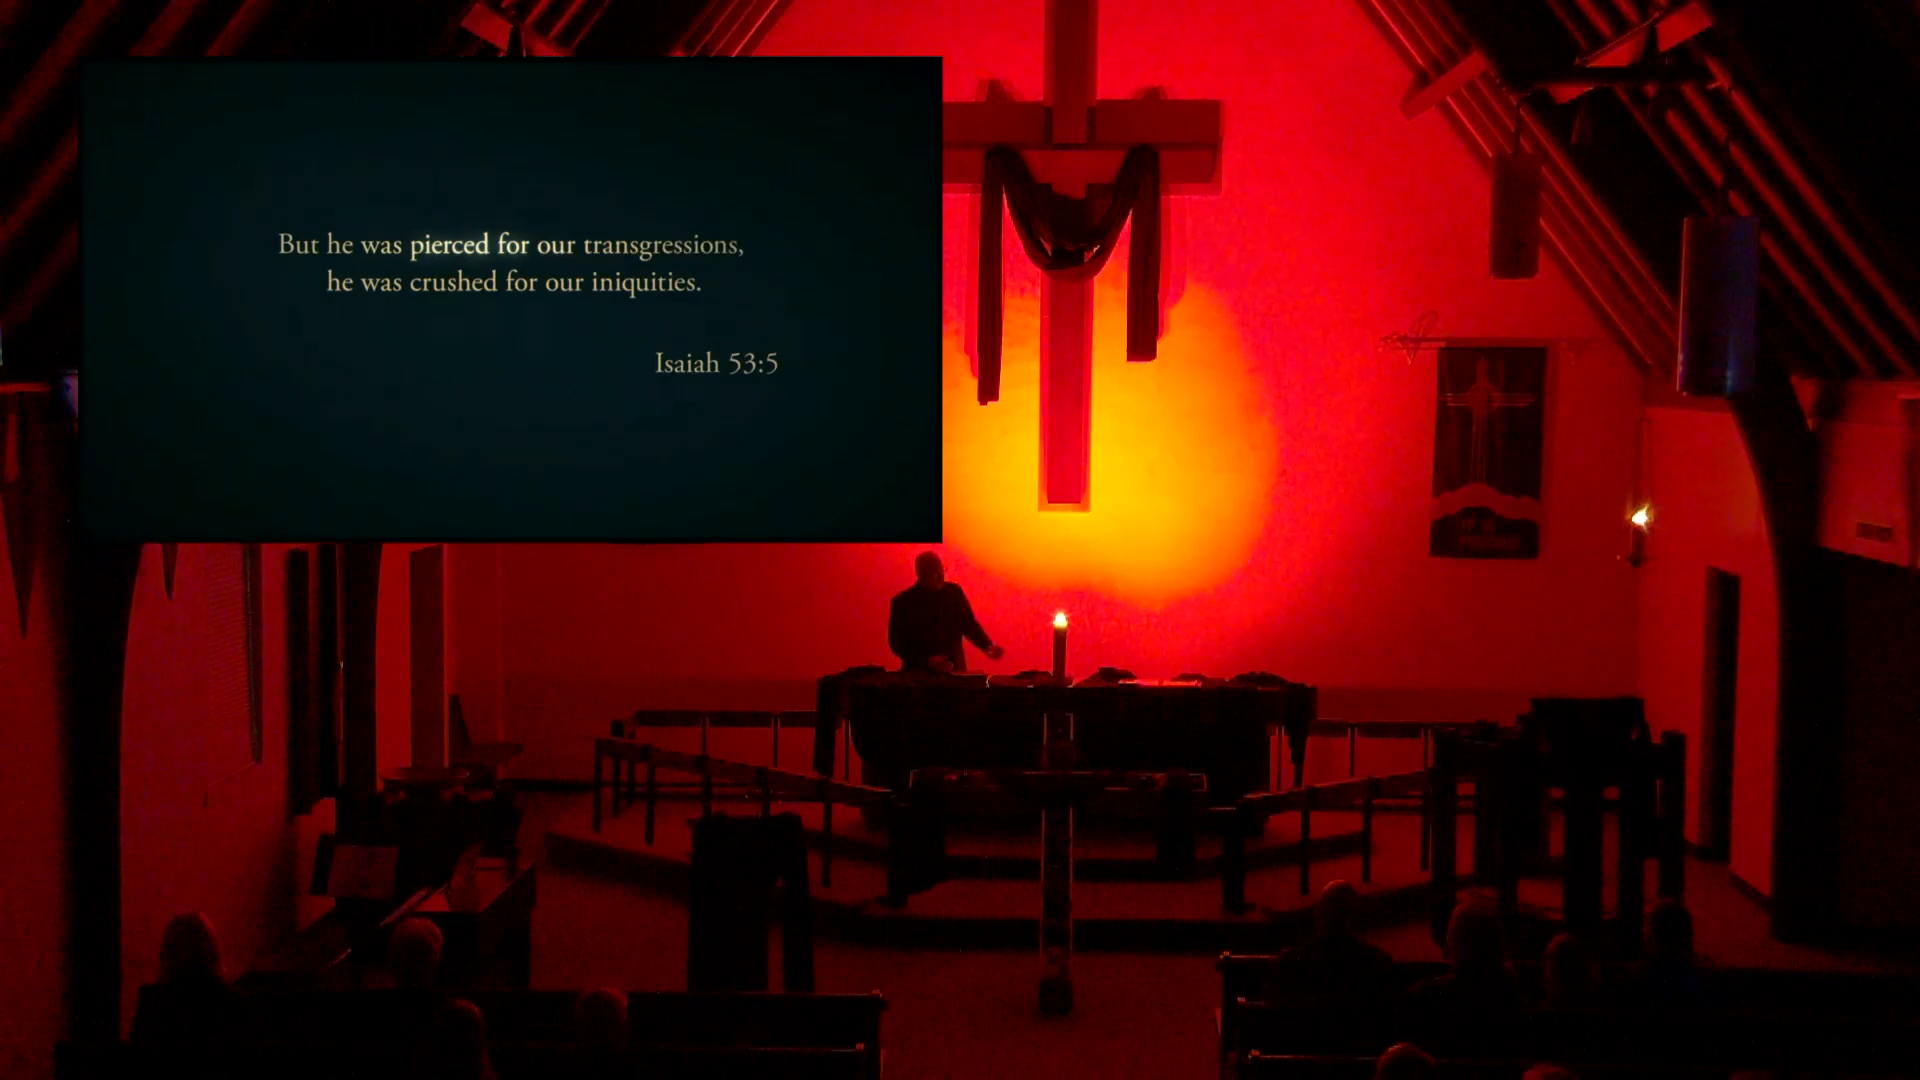 But he was pierced for our transgressions,
he was crushed for our iniquities.
Isaiah 53:5